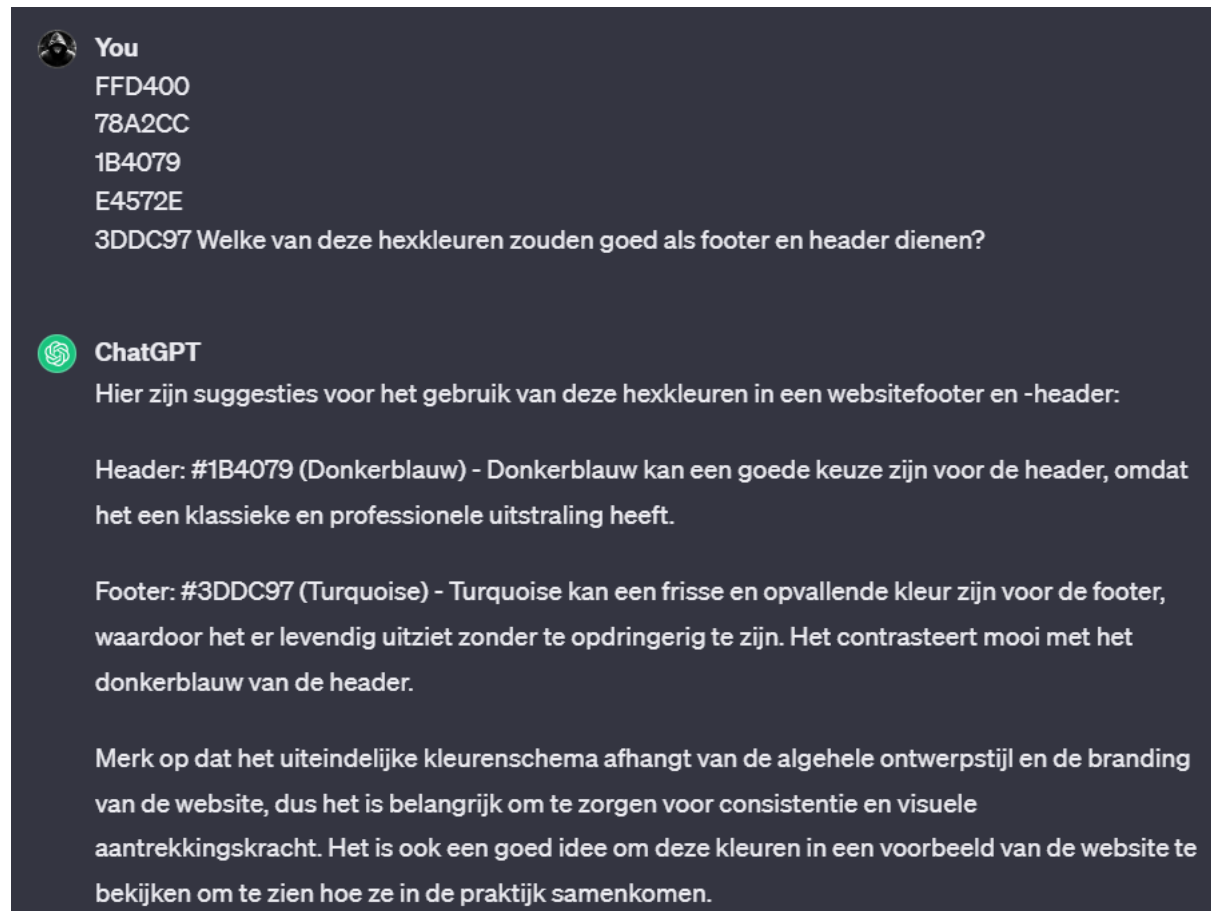 You
FFD400
78A2CC
1B4079
E4572E
3DDC97 Welke van deze hexkleuren zouden goed als footer en header dienen?
ChatGPT
Hier zijn suggesties voor het gebruik van deze hexkleuren in een websitefooter en -header:
Header: #1B4079 (Donkerblauw) - Donkerblauw kan een goede keuze zijn voor de header, omdat
het een klassieke en professionele uitstraling heeft.
Footer: #3DDC97 (Turquoise) - Turquoise kan een frisse en opvallende kleur zijn voor de footer,
waardoor het er levendig uitziet zonder te opdringerig te zijn. Het contrasteert mooi met het
donkerblauw van de header.
Merk op dat het uiteindelijke kleurenschema afhangt van de algehele ontwerpstijl en de branding
van de website, dus het is belangrijk om te zorgen voor consistentie en visuele
aantrekkingskracht. Het is ook een goed idee om deze kleuren in een voorbeeld van de website te
bekijken om te zien hoe ze in de praktijk samenkomen.